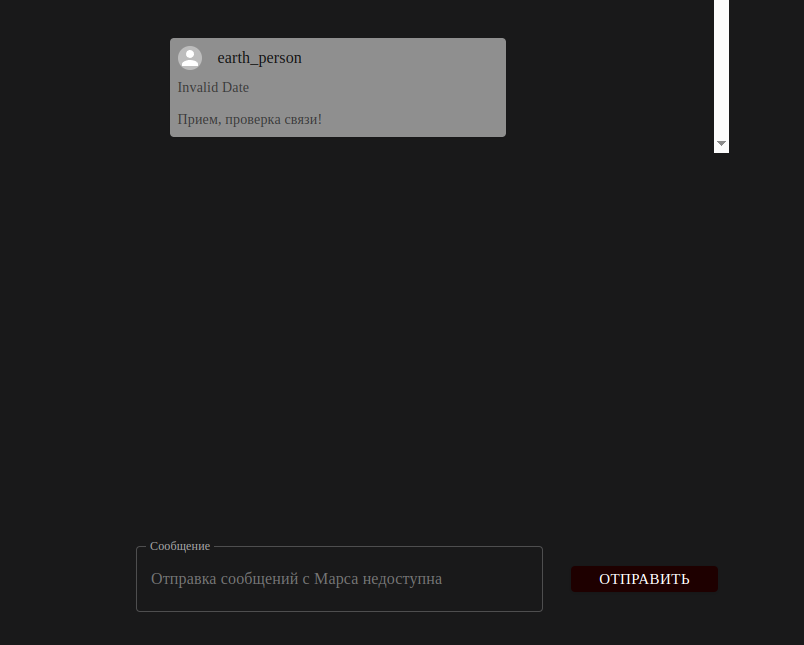 earth_person
Invalid Date
Прием, проверка связи!
Сообщение
Отправка сообщений с Марса недоступна
ОТПРАВИТЬ